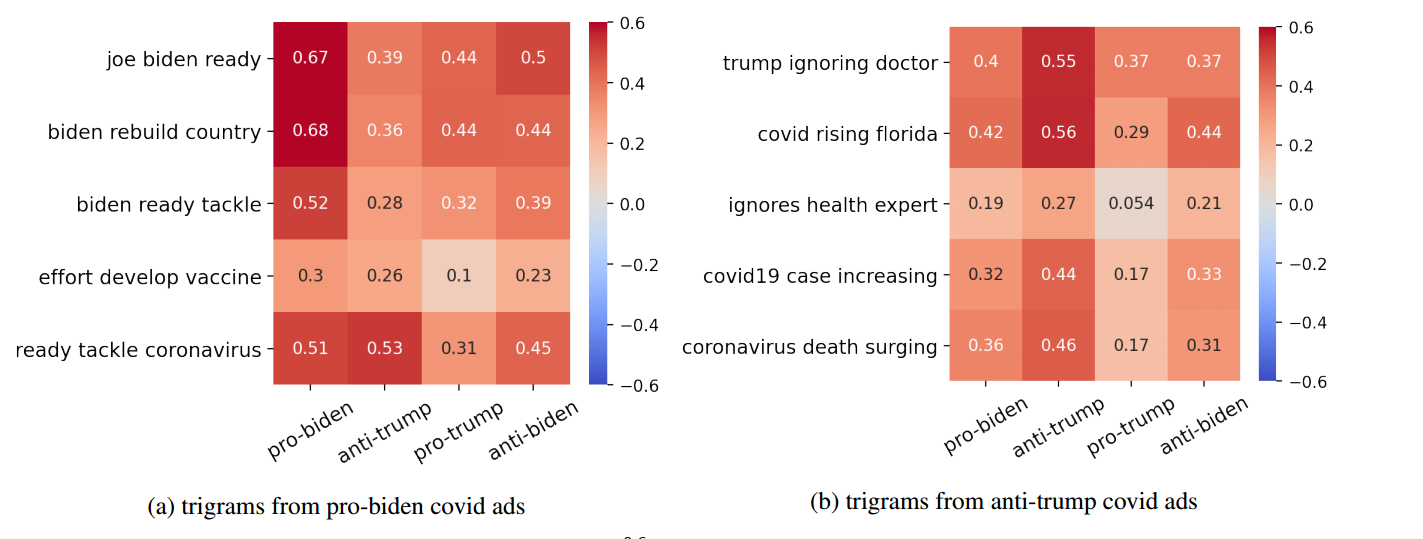 joe biden ready 0.67 0.39 0.44 0.5
biden rebuild country 0.68 0.36 0.44 0.44
biden ready tackle 0.52 0.28 0.32 0.39
effort develop vaccine 0.3 0.26 0.1 0.23
ready tackle coronavirus 0.51 0.53 0.31 0.45
pro-biden anti-trump pro-trump anti-biden
0.6
0.4
0.2
0.0
−0.2
−0.4
−0.6
(a) trigrams from pro-biden covid ads
trump ignoring doctor 0.4 0.55 0.37 0.37
covid rising florida 0.42 0.56 0.29 0.44
ignores health expert 0.19 0.27 0.054 0.21
covid19 case increasing 0.32 0.44 0.17 0.33
coronavirus death surging 0.36 0.46 0.17 0.31
pro-biden anti-trump pro-trump anti-biden
0.6
0.4
0.2
0.0
−0.2
−0.4
−0.6
(b) trigrams from anti-trump covid ads